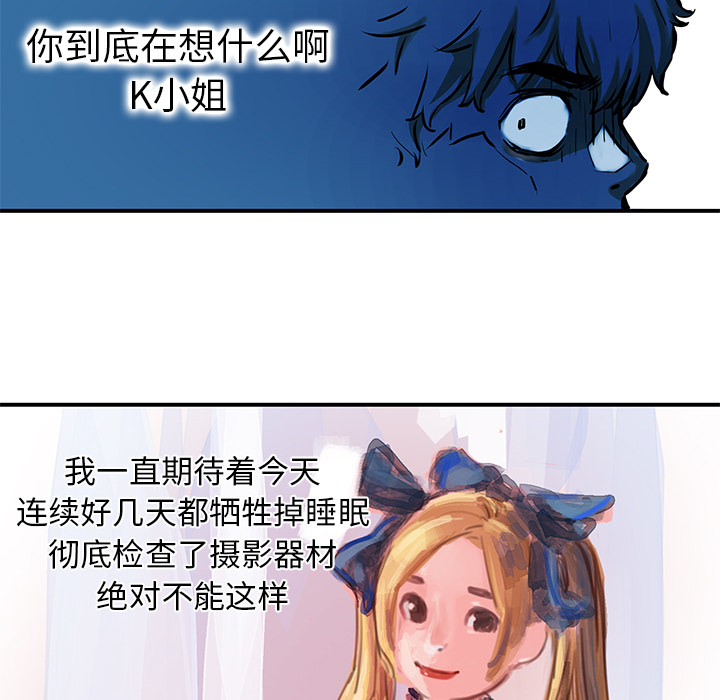 你到底在想什么啊
K小姐
我一直期待着今天
连续好几天都牺牲掉睡眠
彻底检查了摄影器材
绝对不能这样